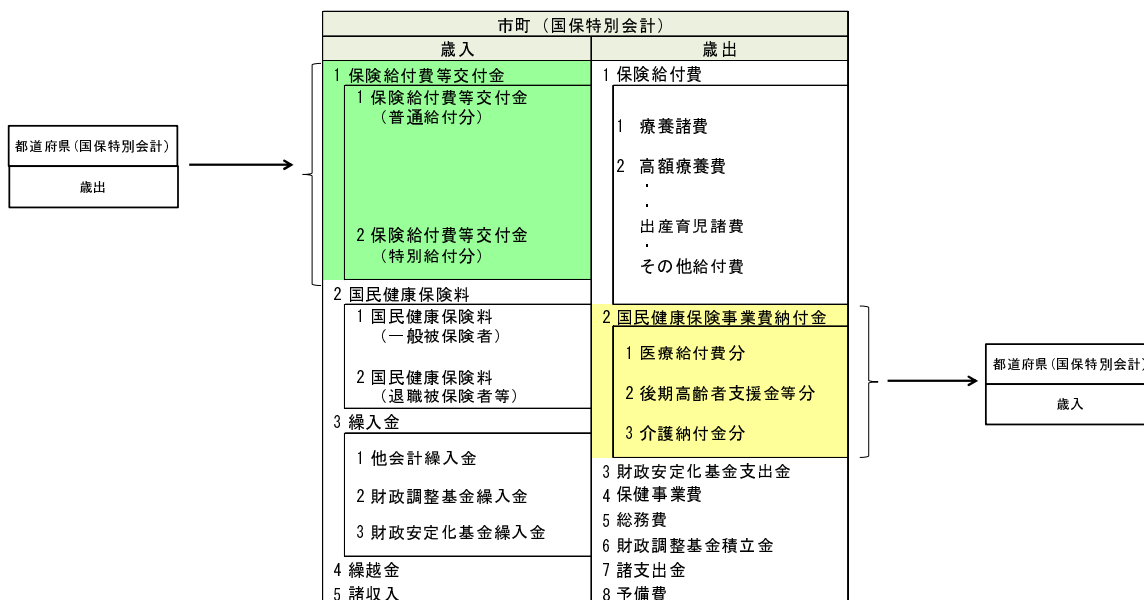 市町（国保特別会計）
歳入
歳出
1 保険給付費等交付金
1 保険給付費等交付金
（普通給付分）
2 保険給付費等交付金
（特別給付分）
2 国民健康保険料
1 国民健康保険料
（一般被保険者）
2 国民健康保険料
（退職被保険者等）
3 繰入金
1 他会計繰入金
2 財政調整基金繰入金
3 財政安定化基金繰入金
4 繰越金
5 諸収入
1 保険給付費
1 療養諸費
2 高額療養費
・
・
出産育児諸費
・
その他給付費
2 国民健康保険事業費納付金
1 医療給付費分
2 後期高齢者支援金等分
3 介護納付金分
3 財政安定化基金支出金
4 保健事業費
5 総務費
6 財政調整基金積立金
7 諸支出金
8 予備費
都道府県（国保特別会計）
歳出
都道府県（国保特別会計）
歳入